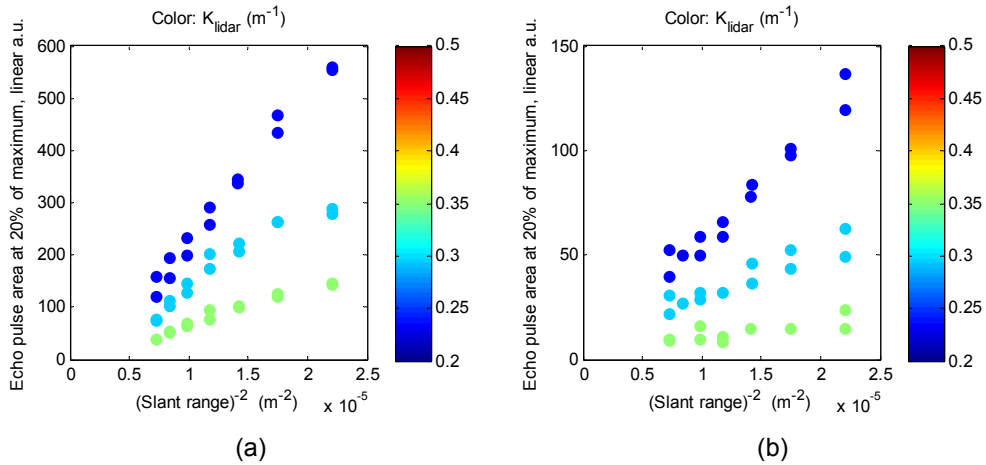 Color: K_lidar (m^-1)
Echo pulse area at 20% of maximum, linear a.u.
600
500
400
300
200
100
0
0 0.5 1 1.5 2 2.5
x 10^-5
(Slant range)^-2 (m^-2)
0.5
0.45
0.4
0.35
0.3
0.25
0.2
(a)
Color: K_lidar (m^-1)
Echo pulse area at 20% of maximum, linear a.u.
150
100
50
0
0 0.5 1 1.5 2 2.5
x 10^-5
(Slant range)^-2 (m^-2)
0.5
0.45
0.4
0.35
0.3
0.25
0.2
(b)